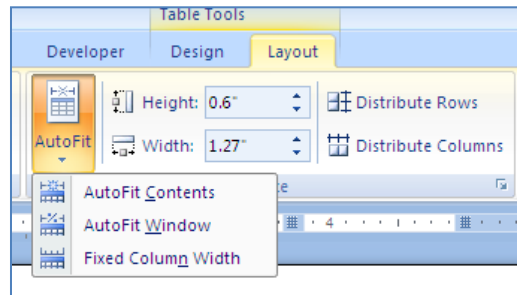 Table Tools
Developer Design Layout
Height: 0.6"
Distribute Rows
AutoFit
Width: 1.27"
Distribute Columns
AutoFit Contents
AutoFit Window
Fixed Column Width
4